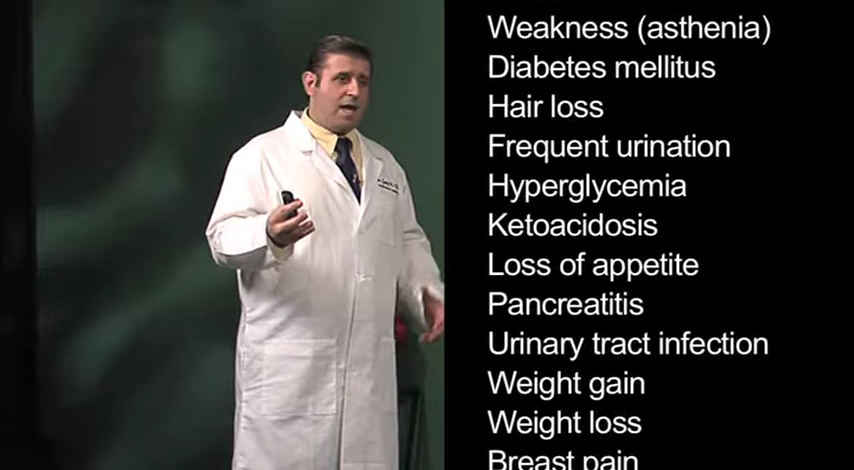 Weakness (asthenia)
Diabetes mellitus
Hair loss
Frequent urination
Hyperglycemia
Ketoacidosis
Loss of appetite
Pancreatitis
Urinary tract infection
Weight gain
Weight loss
Breast pain